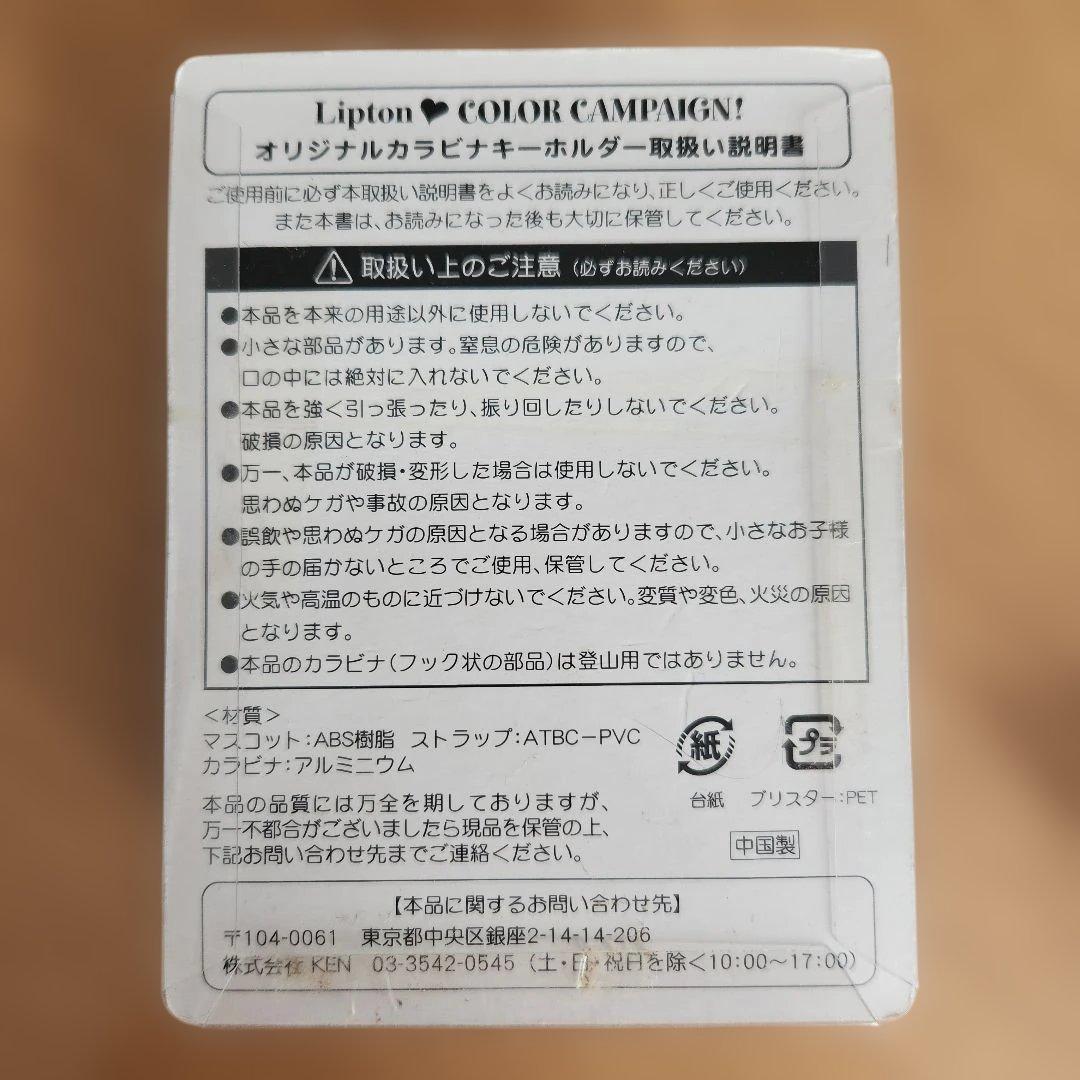 Lipton♥COLOR CAMPAIGN!
オリジナルカラビナキーホルダー取扱い説明書
ご使用前に必ず本取扱い説明書をよくお読みになり、正しくご使用ください。
また本書は、お読みになった後も大切に保管してください。
⚠取扱い上のご注意（必ずお読みください）
●本品を本来の用途以外に使用しないでください。
●小さな部品があります。窒息の危険がありますので、
口の中には絶対に入れないでください。
●本品を強く引っ張ったり、振り回したりしないでください。
破損の原因となります。
●万一、本品が破損・変形した場合は使用しないでください。
思わぬケガや事故の原因となります。
●誤飲や思わぬケガの原因となる場合がありますので、小さなお子様
の手の届かないところでご使用、保管してください。
●火気や高温のものに近づけないでください。変質や変色、火災の原因
となります。
●本品のカラビナ（フック状の部品）は登山用ではありません。
＜材質＞
マスコット：ABS樹脂 ストラップ：ATBC－PVC
カラビナ：アルミニウム
紙 プラ
台紙 ブリスター：PET
本品の品質には万全を期しておりますが、
万一不都合がございましたら現品を保管の上、
下記お問い合わせ先までご連絡ください。
中国製
【本品に関するお問い合わせ先】
〒104-0061 東京都中央区銀座2-14-14-206
株式会社 KEN 03-3542-0545（土・日・祝日を除く10:00～17:00）